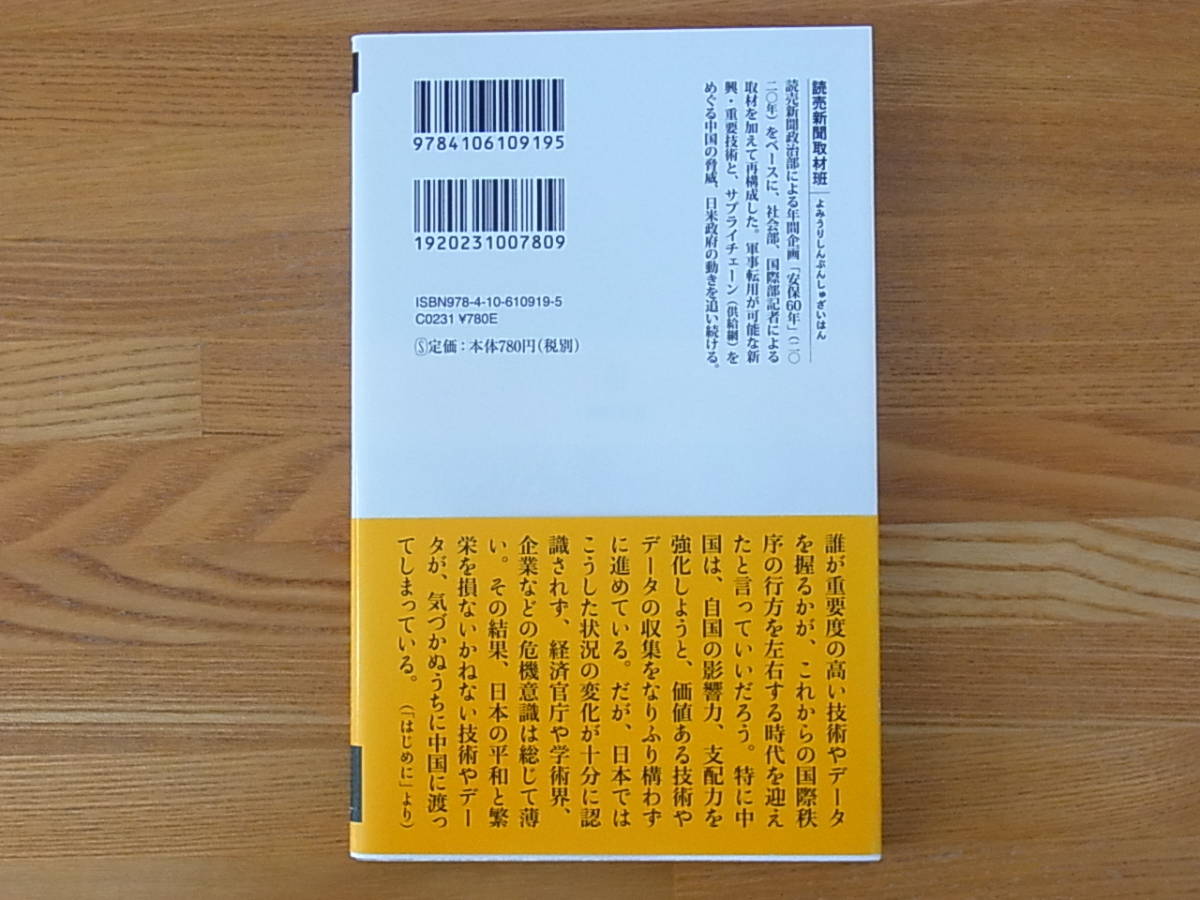 読売新聞取材班 よみうりしんぶんしゅざいはん
読売新聞政治部による年間企画「安保60年」(二〇
二〇年)をベースに、社会部、国際部記者による
取材を加えて再構成した。軍事転用が可能な新
興・重要技術と、サプライチェーン(供給網)を
めぐる中国の脅威、日米政府の動きを追い続ける。
9784106109195
1920231007809
ISBN978-4-10-610919-5
C0231 ¥780E
Ⓢ定価:本体780円(税別)
誰が重要度の高い技術やデータ
を握るかが、これからの国際秩
序の行方を左右する時代を迎え
たと言っていいだろう。特に中
国は、自国の影響力、支配力を
強化しようと、価値ある技術や
データの収集をなりふり構わず
に進めている。だが、日本では
こうした状況の変化が十分に認
識されず、経済官庁や学術界、
企業などの危機意識は総じて薄
い。その結果、日本の平和と繁
栄を損ないかねない技術やデー
タが、気づかぬうちに中国に渡っ
てしまっている。(「はじめに」より)